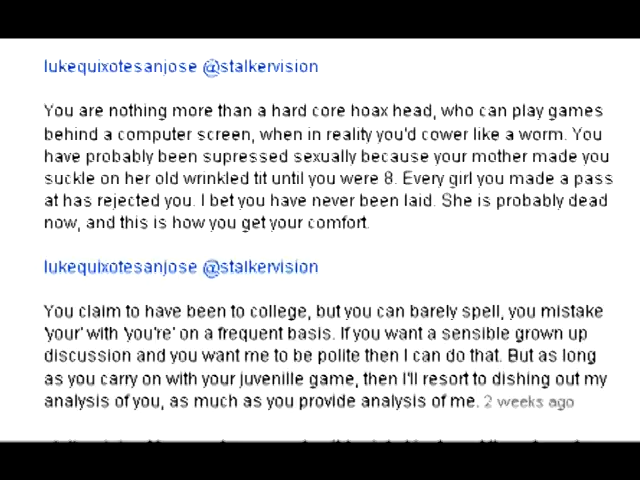 lukequixotesanjose @stalkervision
You are nothing more than a hard core hoax head, who can play games
behind a computer screen, when in reality you'd cower like a worm. You
have probably been supressed sexually because your mother made you
suckle on her old wrinkled tit until you were 8. Every girl you made a pass
at has rejected you. I bet you have never been laid. She is probably dead
now, and this is how you get your comfort.
lukequixotesanjose @stalkervision
You claim to have been to college, but you can barely spell, you mistake
'your' with 'you're' on a frequent basis. If you want a sensible grown up
discussion and you want me to be polite then I can do that. But as long
as you carry on with your juvenille game, then I'll resort to dishing out my
analysis of you, as much as you provide analysis of me. 2 weeks ago